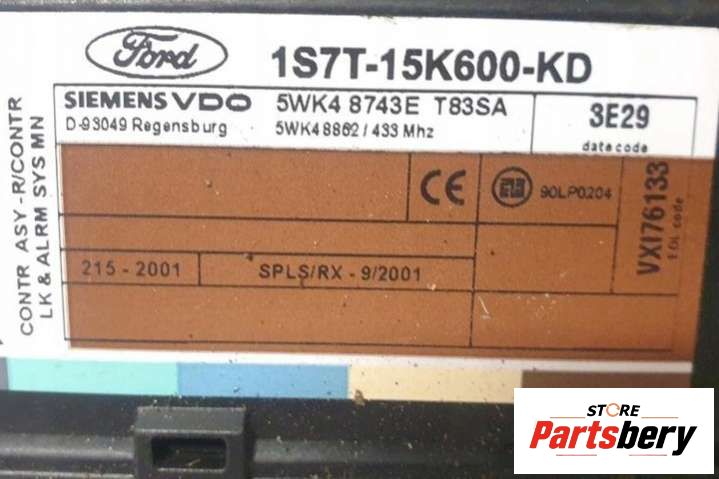 Ford
1S7T-15K600-KD
CONTR ASY -R/CONTR
LK & ALRM SYS MN
SIEMENS VDO
D-93049 Regensburg
5WK4 8743E T83SA
5WK4 8862 / 433 Mhz
3E29
date code
CE
90LP0204
VXI76133
EOL code
215 - 2001
SPLS/RX - 9/2001
STORE
Partsbery